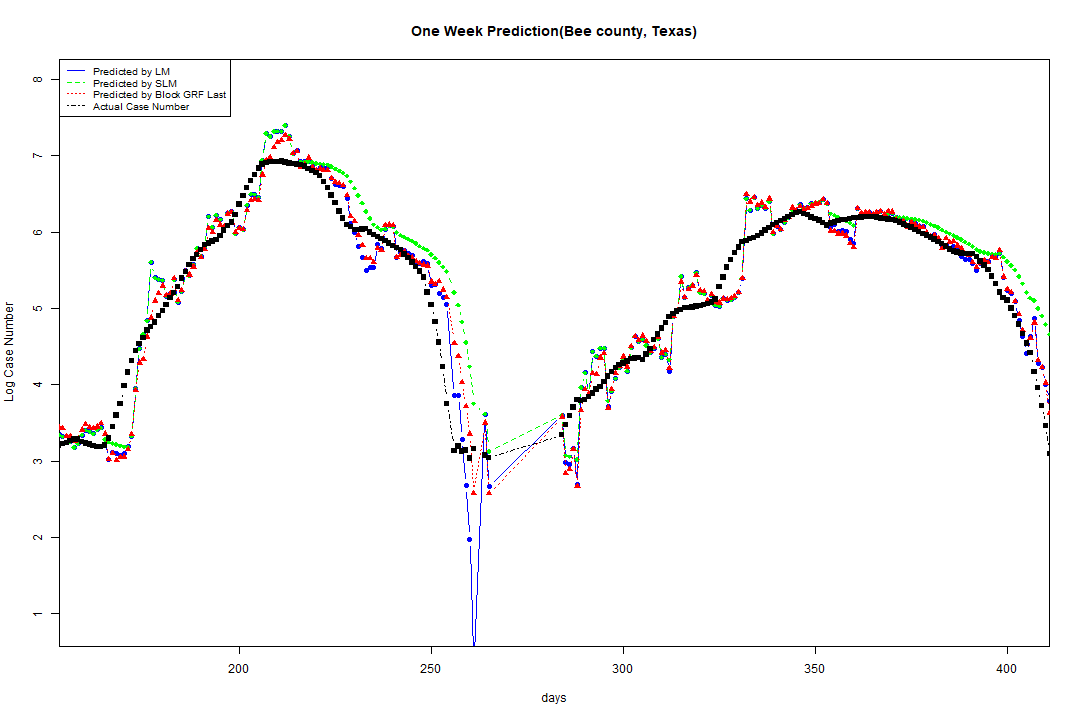 One Week Prediction(Bee county, Texas)
Predicted by LM
Predicted by SLM
Predicted by Block GRF Last
Actual Case Number
8
7
6
5
4
3
2
1
Log Case Number
200
250
300
350
400
days